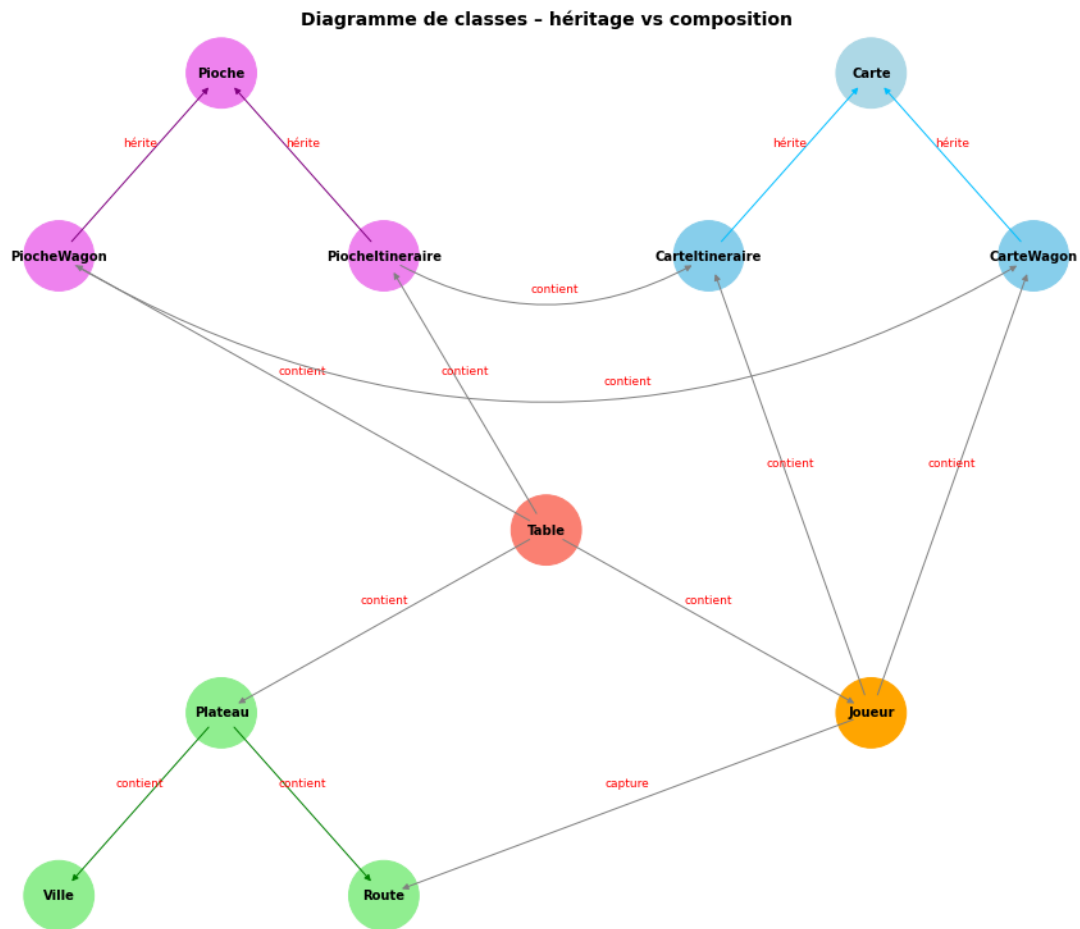 Diagramme de classes – héritage vs composition
Pioche
Carte
hérite
hérite
hérite
hérite
PiocheWagon
PiocheItineraire
CarteItineraire
CarteWagon
contient
contient
contient
contient
contient
contient
Table
contient
contient
Plateau
Joueur
contient
contient
capture
Ville
Route